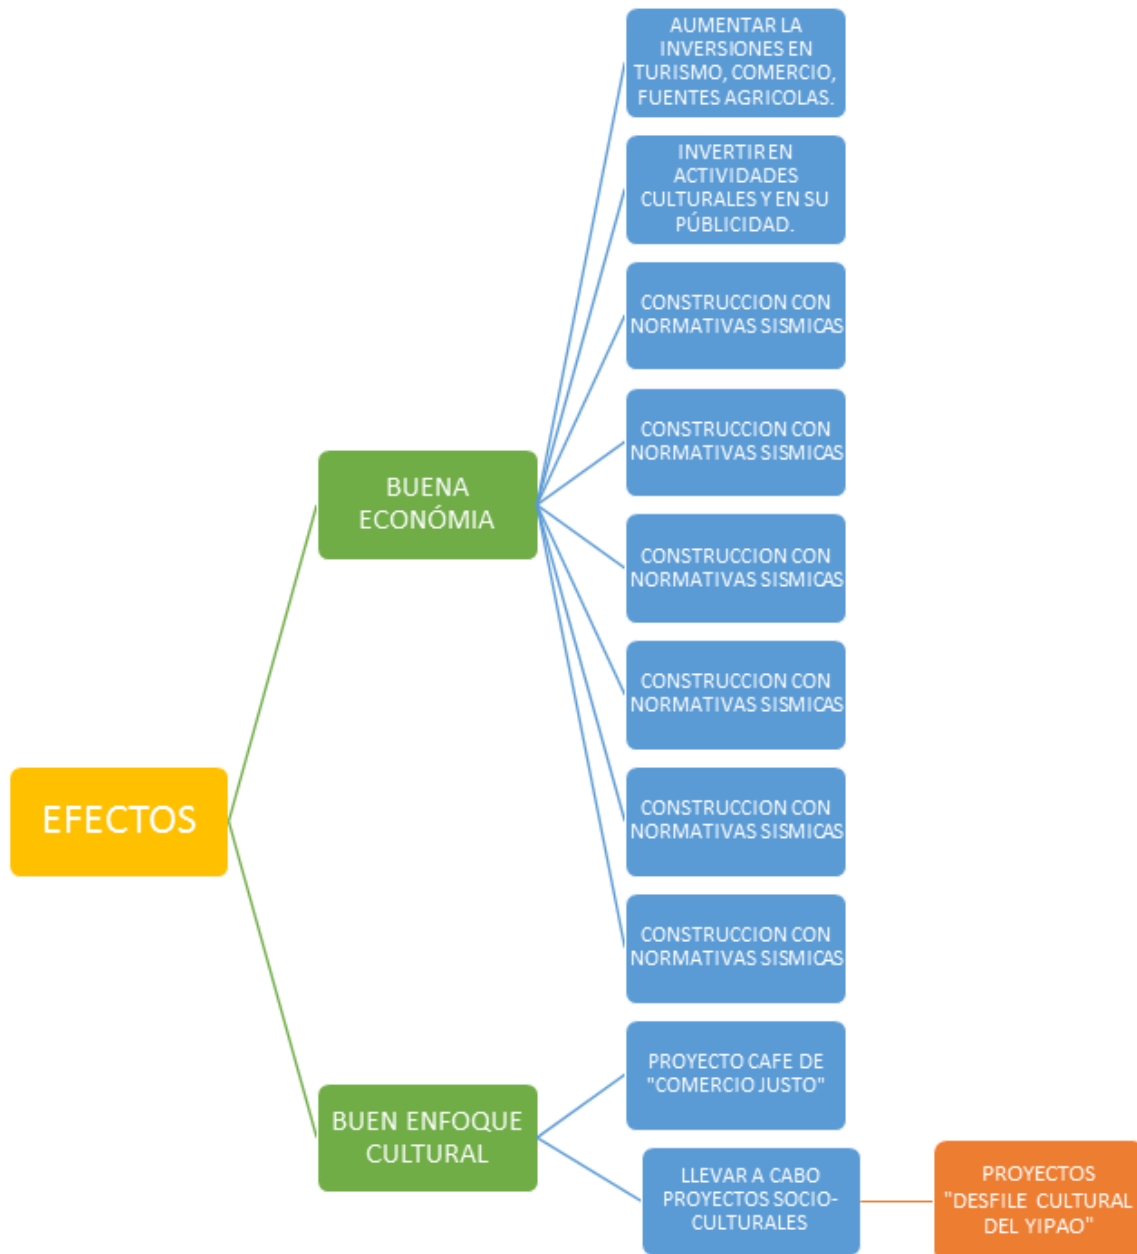 AUMENTAR LA
INVERSIONES EN
TURISMO, COMERCIO,
FUENTES AGRICOLAS.
INVERTIR EN
ACTIVIDADES
CULTURALES Y EN SU
PÚBLICIDAD.
CONSTRUCCION CON
NORMATIVAS SISMICAS
CONSTRUCCION CON
NORMATIVAS SISMICAS
BUENA
ECONÓMIA
CONSTRUCCION CON
NORMATIVAS SISMICAS
CONSTRUCCION CON
NORMATIVAS SISMICAS
EFECTOS
CONSTRUCCION CON
NORMATIVAS SISMICAS
CONSTRUCCION CON
NORMATIVAS SISMICAS
PROYECTO CAFE DE
"COMERCIO JUSTO"
BUEN ENFOQUE
CULTURAL
LLEVAR A CABO
PROYECTOS SOCIO-
CULTURALES
PROYECTOS
"DESFILE CULTURAL
DEL YIPAO"